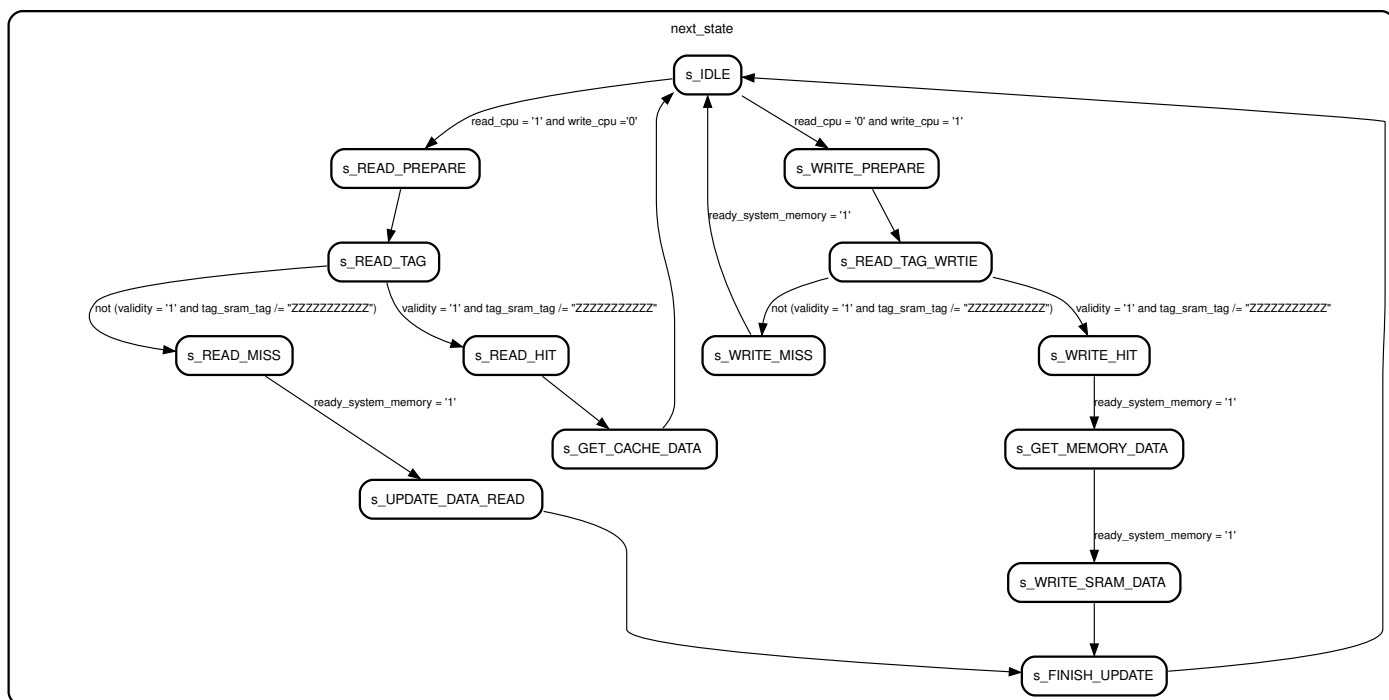 next_state
s_IDLE
read_cpu = '1' and write_cpu ='0'
read_cpu = '0' and write_cpu = '1'
s_READ_PREPARE
s_WRITE_PREPARE
ready_system_memory = '1'
s_READ_TAG
s_READ_TAG_WRTIE
not (validity = '1' and tag_sram_tag /= "ZZZZZZZZZZZ")
validity = '1' and tag_sram_tag /= "ZZZZZZZZZZZ"
not (validity = '1' and tag_sram_tag /= "ZZZZZZZZZZZ")
validity = '1' and tag_sram_tag /= "ZZZZZZZZZZZ"
s_READ_MISS
s_READ_HIT
s_WRITE_MISS
s_WRITE_HIT
ready_system_memory = '1'
ready_system_memory = '1'
s_GET_CACHE_DATA
s_GET_MEMORY_DATA
s_UPDATE_DATA_READ
ready_system_memory = '1'
s_WRITE_SRAM_DATA
s_FINISH_UPDATE